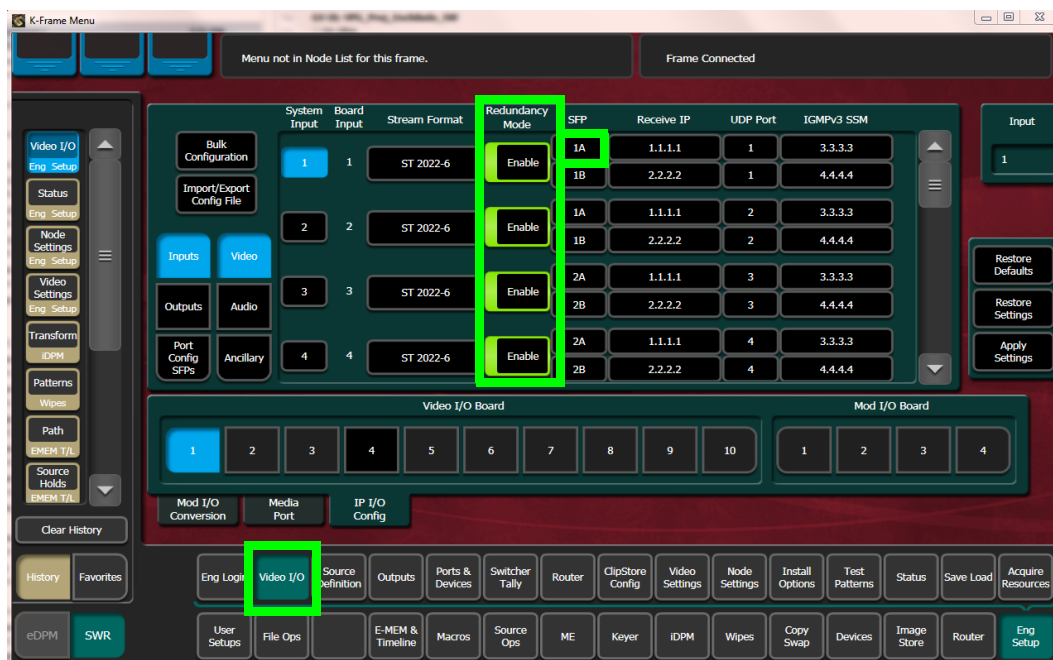 K-Frame Menu
Menu not in Node List for this frame.
Frame Connected
Video I/O
Eng Setup
Status
Eng Setup
Node
Settings
Eng Setup
Video
Settings
Eng Setup
Transform
iDPM
Patterns
Wipes
Path
EMEM T/L
Source
Holds
EMEM T/L
Clear History
History Favorites
eDPM SWR
Bulk
Configuration
Import/Export
Config File
Inputs Video
Outputs Audio
Port
Config
SFPs
Ancillary
System
Input
Board
Input
Stream Format
Redundancy
Mode
SFP Receive IP UDP Port IGMPv3 SSM
1 1 ST 2022-6 Enable
1A 1.1.1.1 1 3.3.3.3
1B 2.2.2.2 1 4.4.4.4
2 2 ST 2022-6 Enable
1A 1.1.1.1 2 3.3.3.3
1B 2.2.2.2 2 4.4.4.4
3 3 ST 2022-6 Enable
2A 1.1.1.1 3 3.3.3.3
2B 2.2.2.2 3 4.4.4.4
4 4 ST 2022-6 Enable
2A 1.1.1.1 4 3.3.3.3
2B 2.2.2.2 4 4.4.4.4
Input
1
Restore
Defaults
Restore
Settings
Apply
Settings
Video I/O Board
1 2 3 4 5 6 7 8 9 10
Mod I/O Board
1 2 3 4
Mod I/O
Conversion
Media
Port
IP I/O
Config
Eng Login
Video I/O
Source
Definition
Outputs
Ports &
Devices
Switcher
Tally
Router
ClipStore
Config
Video
Settings
Node
Settings
Install
Options
Test
Patterns
Status
Save Load
Acquire
Resources
User
Setups
File Ops
E-MEM &
Timeline
Macros
Source
Ops
ME
Keyer
iDPM
Wipes
Copy
Swap
Devices
Image
Store
Router
Eng
Setup